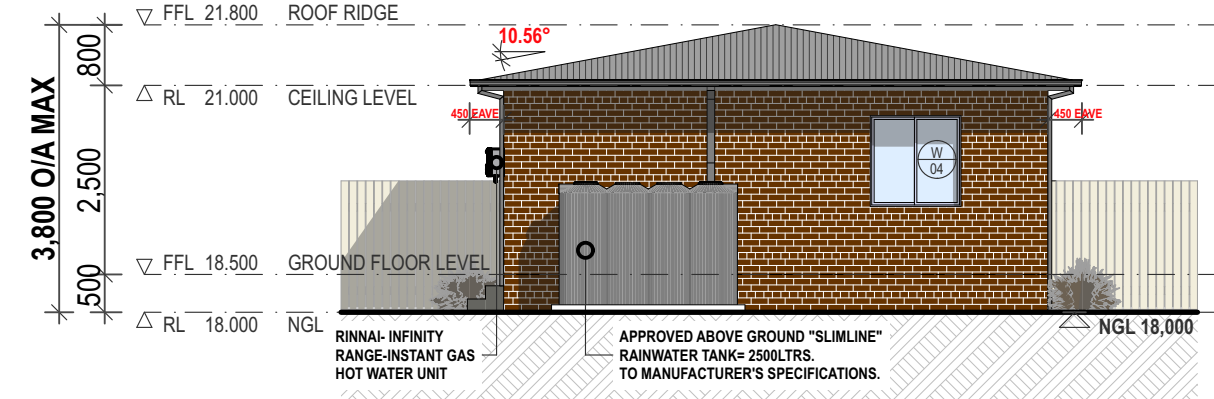 FFL 21.800 ROOF RIDGE
10.56°
800
3,800 O/A MAX
RL 21.000 CEILING LEVEL
450 EAVE
450 EAVE
W
04
2,500
FFL 18.500 GROUND FLOOR LEVEL
500
RL 18.000 NGL
NGL 18,000
RINNAI- INFINITY
RANGE-INSTANT GAS
HOT WATER UNIT
APPROVED ABOVE GROUND "SLIMLINE"
RAINWATER TANK= 2500LTRS.
TO MANUFACTURER'S SPECIFICATIONS.